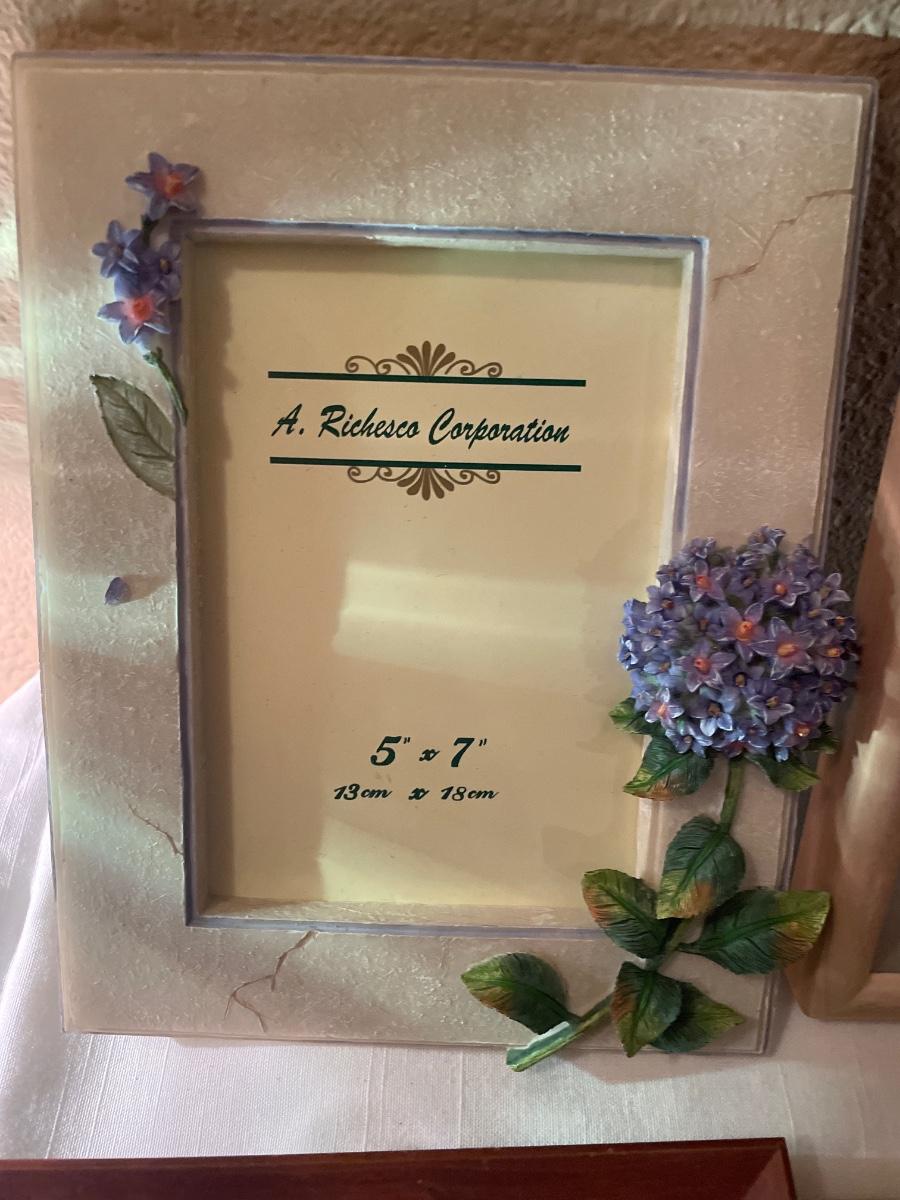 A. Richesco Corporation
5" x 7"
13cm x 18cm